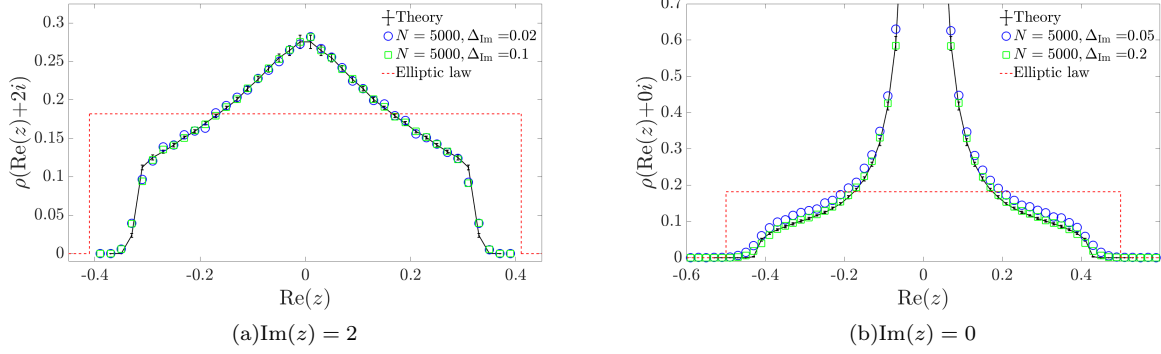 0.3
0.25
0.2
0.15
0.1
0.05
0
-0.4
-0.2
0
0.2
0.4
ρ(Re(z)+2i)
Re(z)
Theory
N = 5000, Δ_Im =0.02
N = 5000, Δ_Im =0.1
Elliptic law
(a)Im(z) = 2
0.7
0.6
0.5
0.4
0.3
0.2
0.1
0
-0.6
-0.4
-0.2
0
0.2
0.4
ρ(Re(z)+0i)
Re(z)
Theory
N = 5000, Δ_Im =0.05
N = 5000, Δ_Im =0.2
Elliptic law
(b)Im(z) = 0